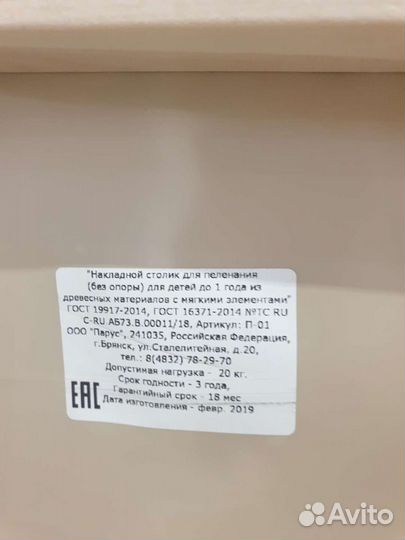 "Накладной столик для пеленания
(без опоры) для детей до 1 года из
древесных материалов с мягкими элементами"
ГОСТ 19917-2014, ГОСТ 16371-2014 №ТС RU
C-RU.АБ73.В.00011/18, Артикул: П-01
ООО "Парус", 241035, Российская Федерация,
г.Брянск, ул.Сталелитейная, д.20,
тел.: 8(4832) 78-29-70
Допустимая нагрузка - 20 кг.
Срок годности - 3 года,
Гарантийный срок - 18 мес
Дата изготовления - февр. 2019
ЕАС
Avito